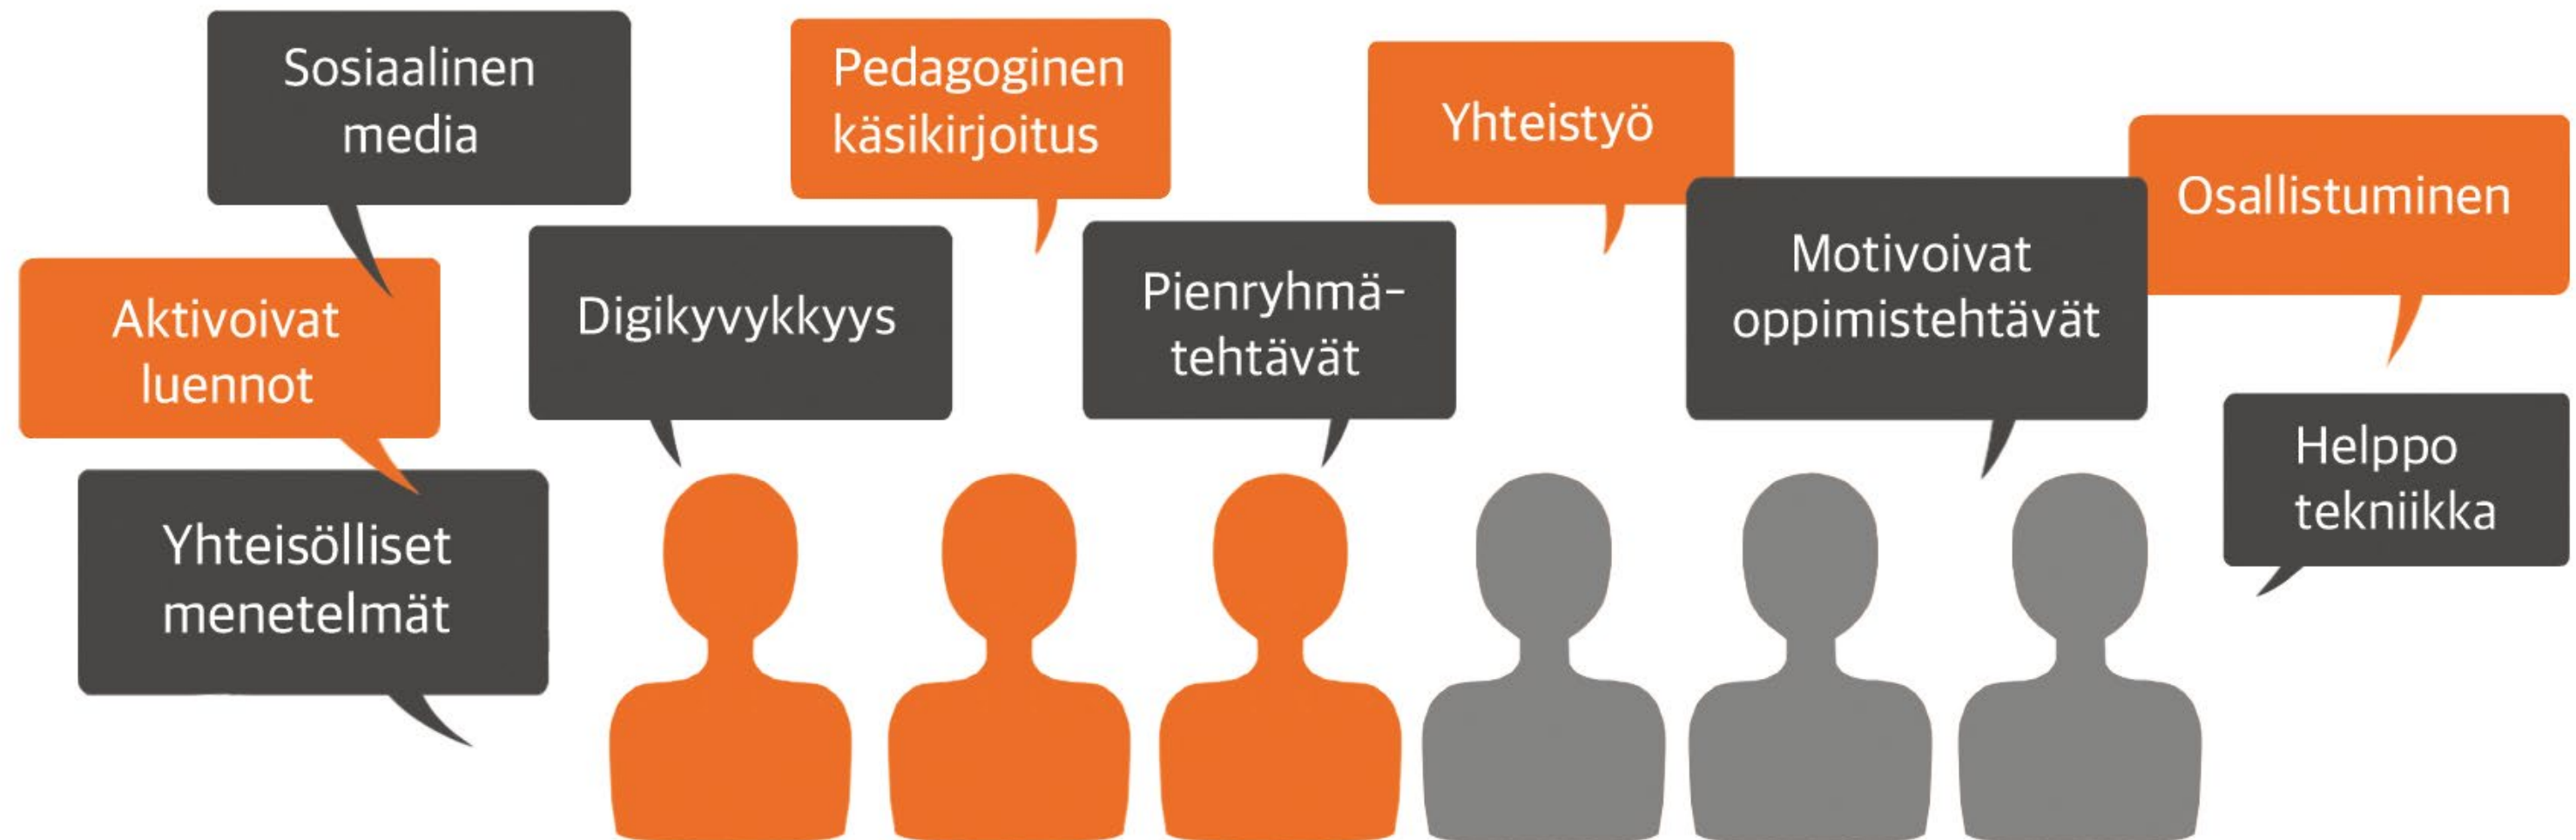 Sosiaalinen
media
Pedagoginen
käsikirjoitus
Yhteistyö
Osallistuminen
Aktivoivat
luennot
Digikyvykkyys
Pienryhmä-
tehtävät
Motivoivat
oppimistehtävät
Helppo
tekniikka
Yhteisölliset
menetelmät